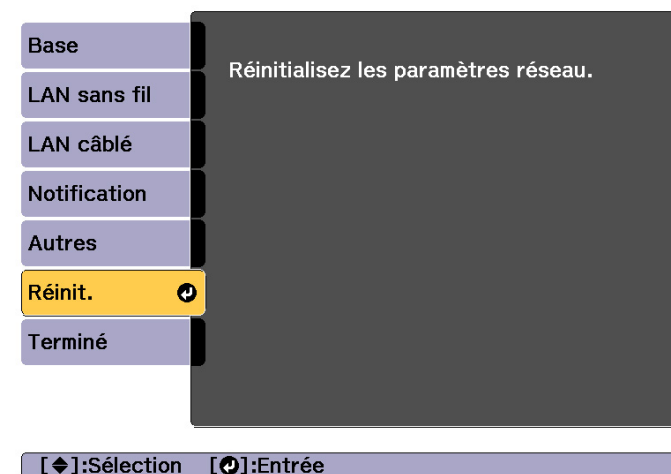 Base
LAN sans fil
LAN câblé
Notification
Autres
Réinit.
Terminé
Réinitialisez les paramètres réseau.
[◆]:Sélection [↵]:Entrée